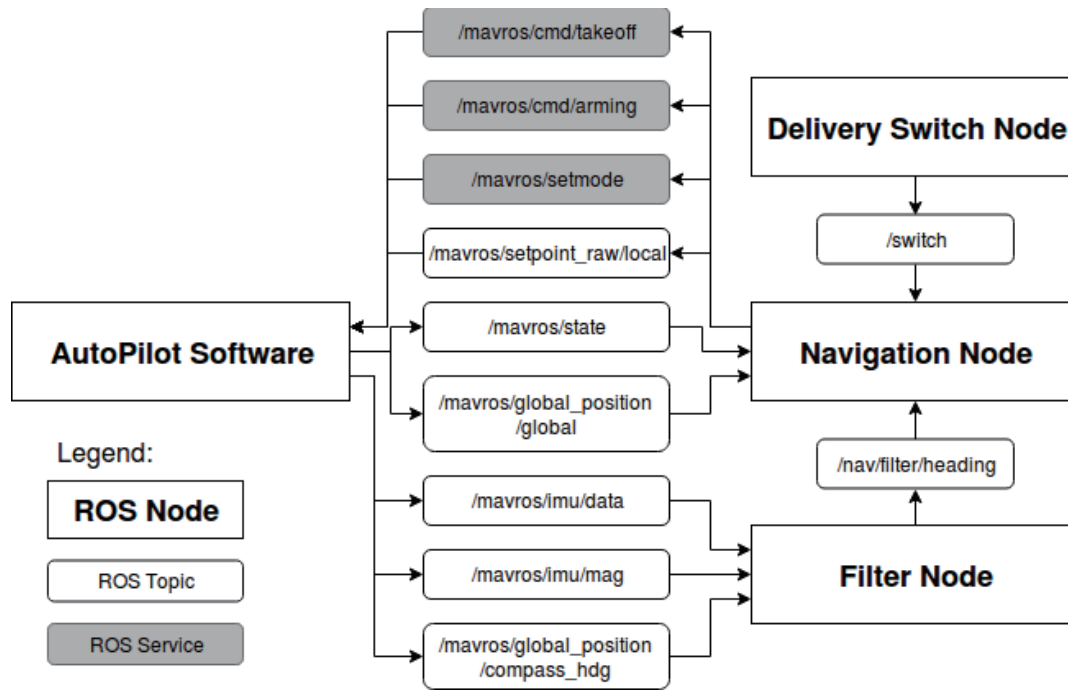 /mavros/cmd/takeoff
/mavros/cmd/arming
Delivery Switch Node
/mavros/setmode
/switch
/mavros/setpoint_raw/local
/mavros/state
AutoPilot Software
Navigation Node
/mavros/global_position
/global
Legend:
/nav/filter/heading
ROS Node
/mavros/imu/data
ROS Topic
/mavros/imu/mag
Filter Node
ROS Service
/mavros/global_position
/compass_hdg